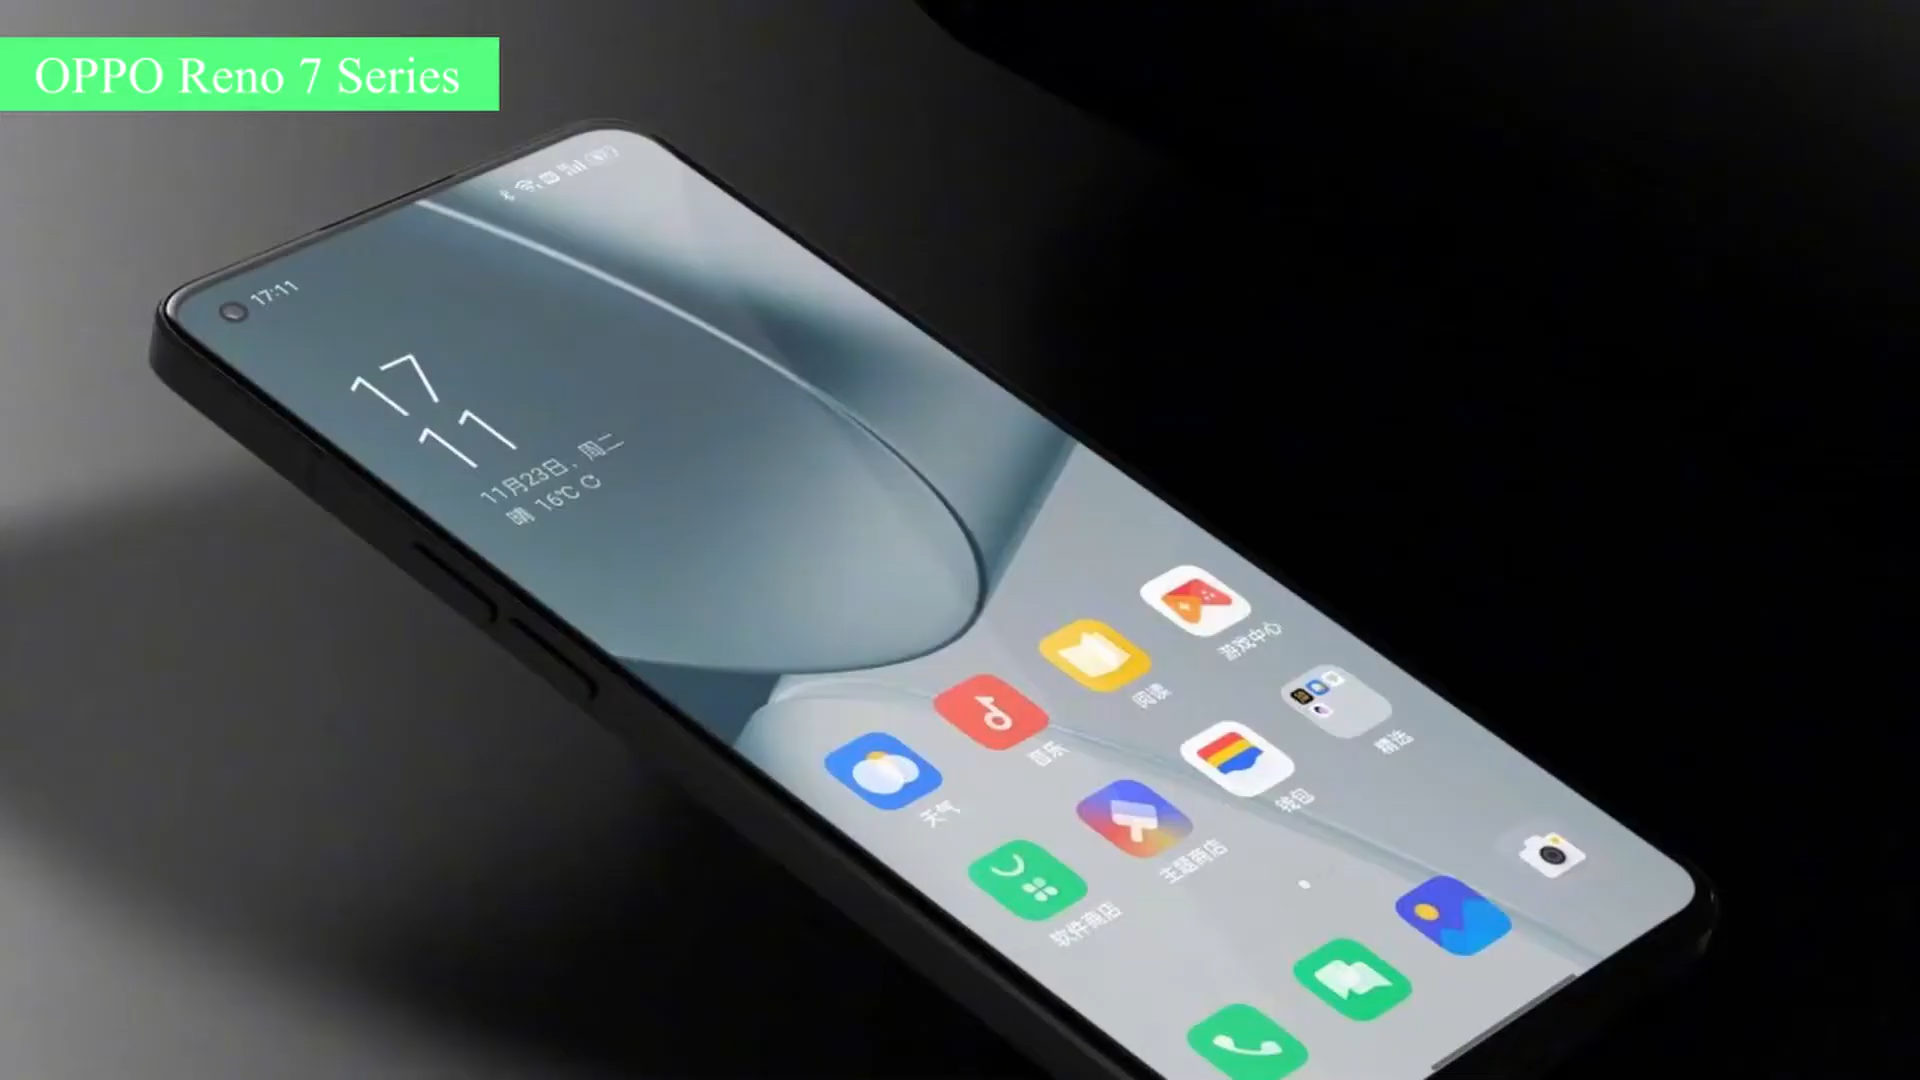 OPPO Reno 7 Series
17:11
17
11
11月23日，周二
晴 16℃
天气
音乐
阅读
游戏中心
软件商店
主题商店
钱包
精选